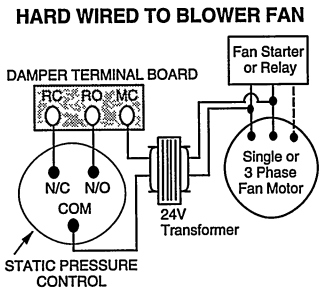 HARD WIRED TO BLOWER FAN
Fan Starter
or Relay
DAMPER TERMINAL BOARD
RC RO MC
N/C N/O
COM
24V
Transformer
Single or
3 Phase
Fan Motor
STATIC PRESSURE
CONTROL